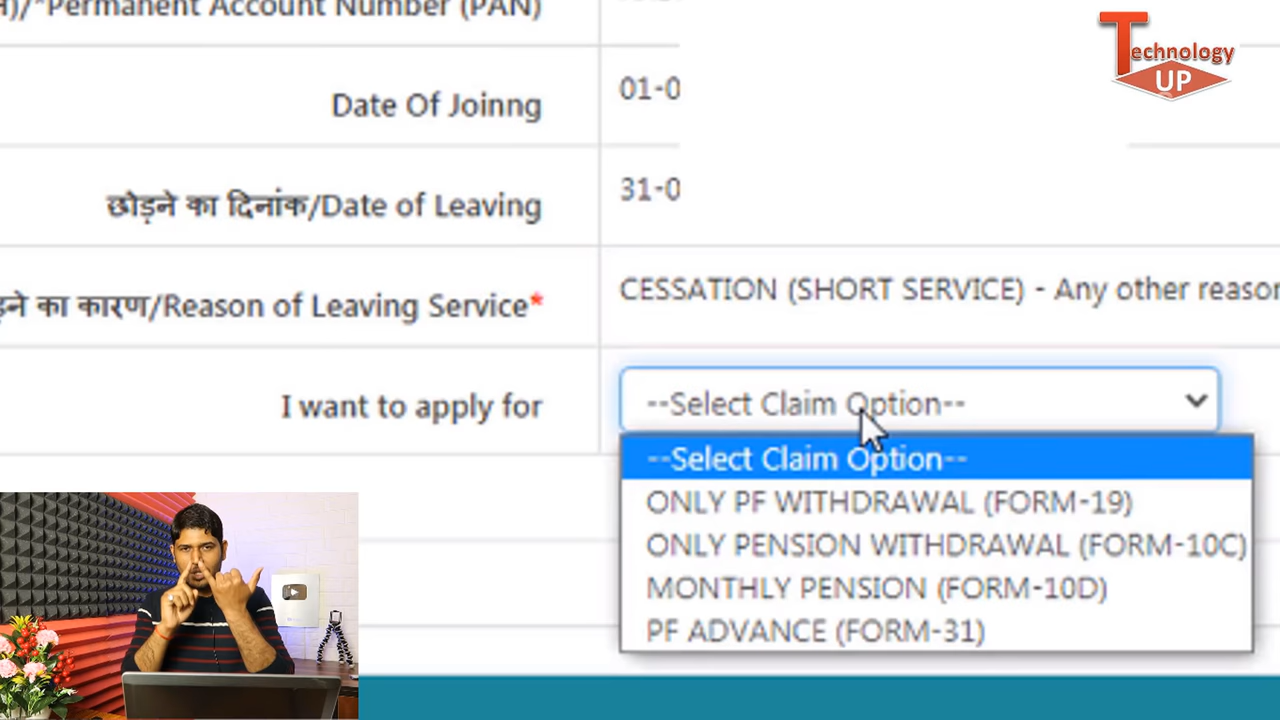 Permanent Account Number (PAN)
Technology
UP
Date Of Joinng
01-0
छोड़ने का दिनांक/Date of Leaving
31-0
का कारण/Reason of Leaving Service*
CESSATION (SHORT SERVICE) - Any other reason
I want to apply for
--Select Claim Option--
--Select Claim Option--
ONLY PF WITHDRAWAL (FORM-19)
ONLY PENSION WITHDRAWAL (FORM-10C)
MONTHLY PENSION (FORM-10D)
PF ADVANCE (FORM-31)